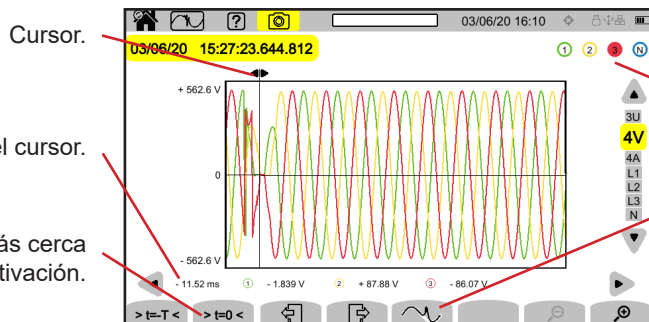 ?
03/06/20 16:10
Cursor.
03/06/20 15:27:23.644.812
1 2 3 N
+ 562.6 V
3U
4V
el cursor.
4A
0
L1
L2
L3
N
ás cerca
- 562.6 V
tivación.
- 11.52 ms 1 - 1.839 V 2 + 87.88 V 3 - 86.07 V
> t=-T < > t=0 <